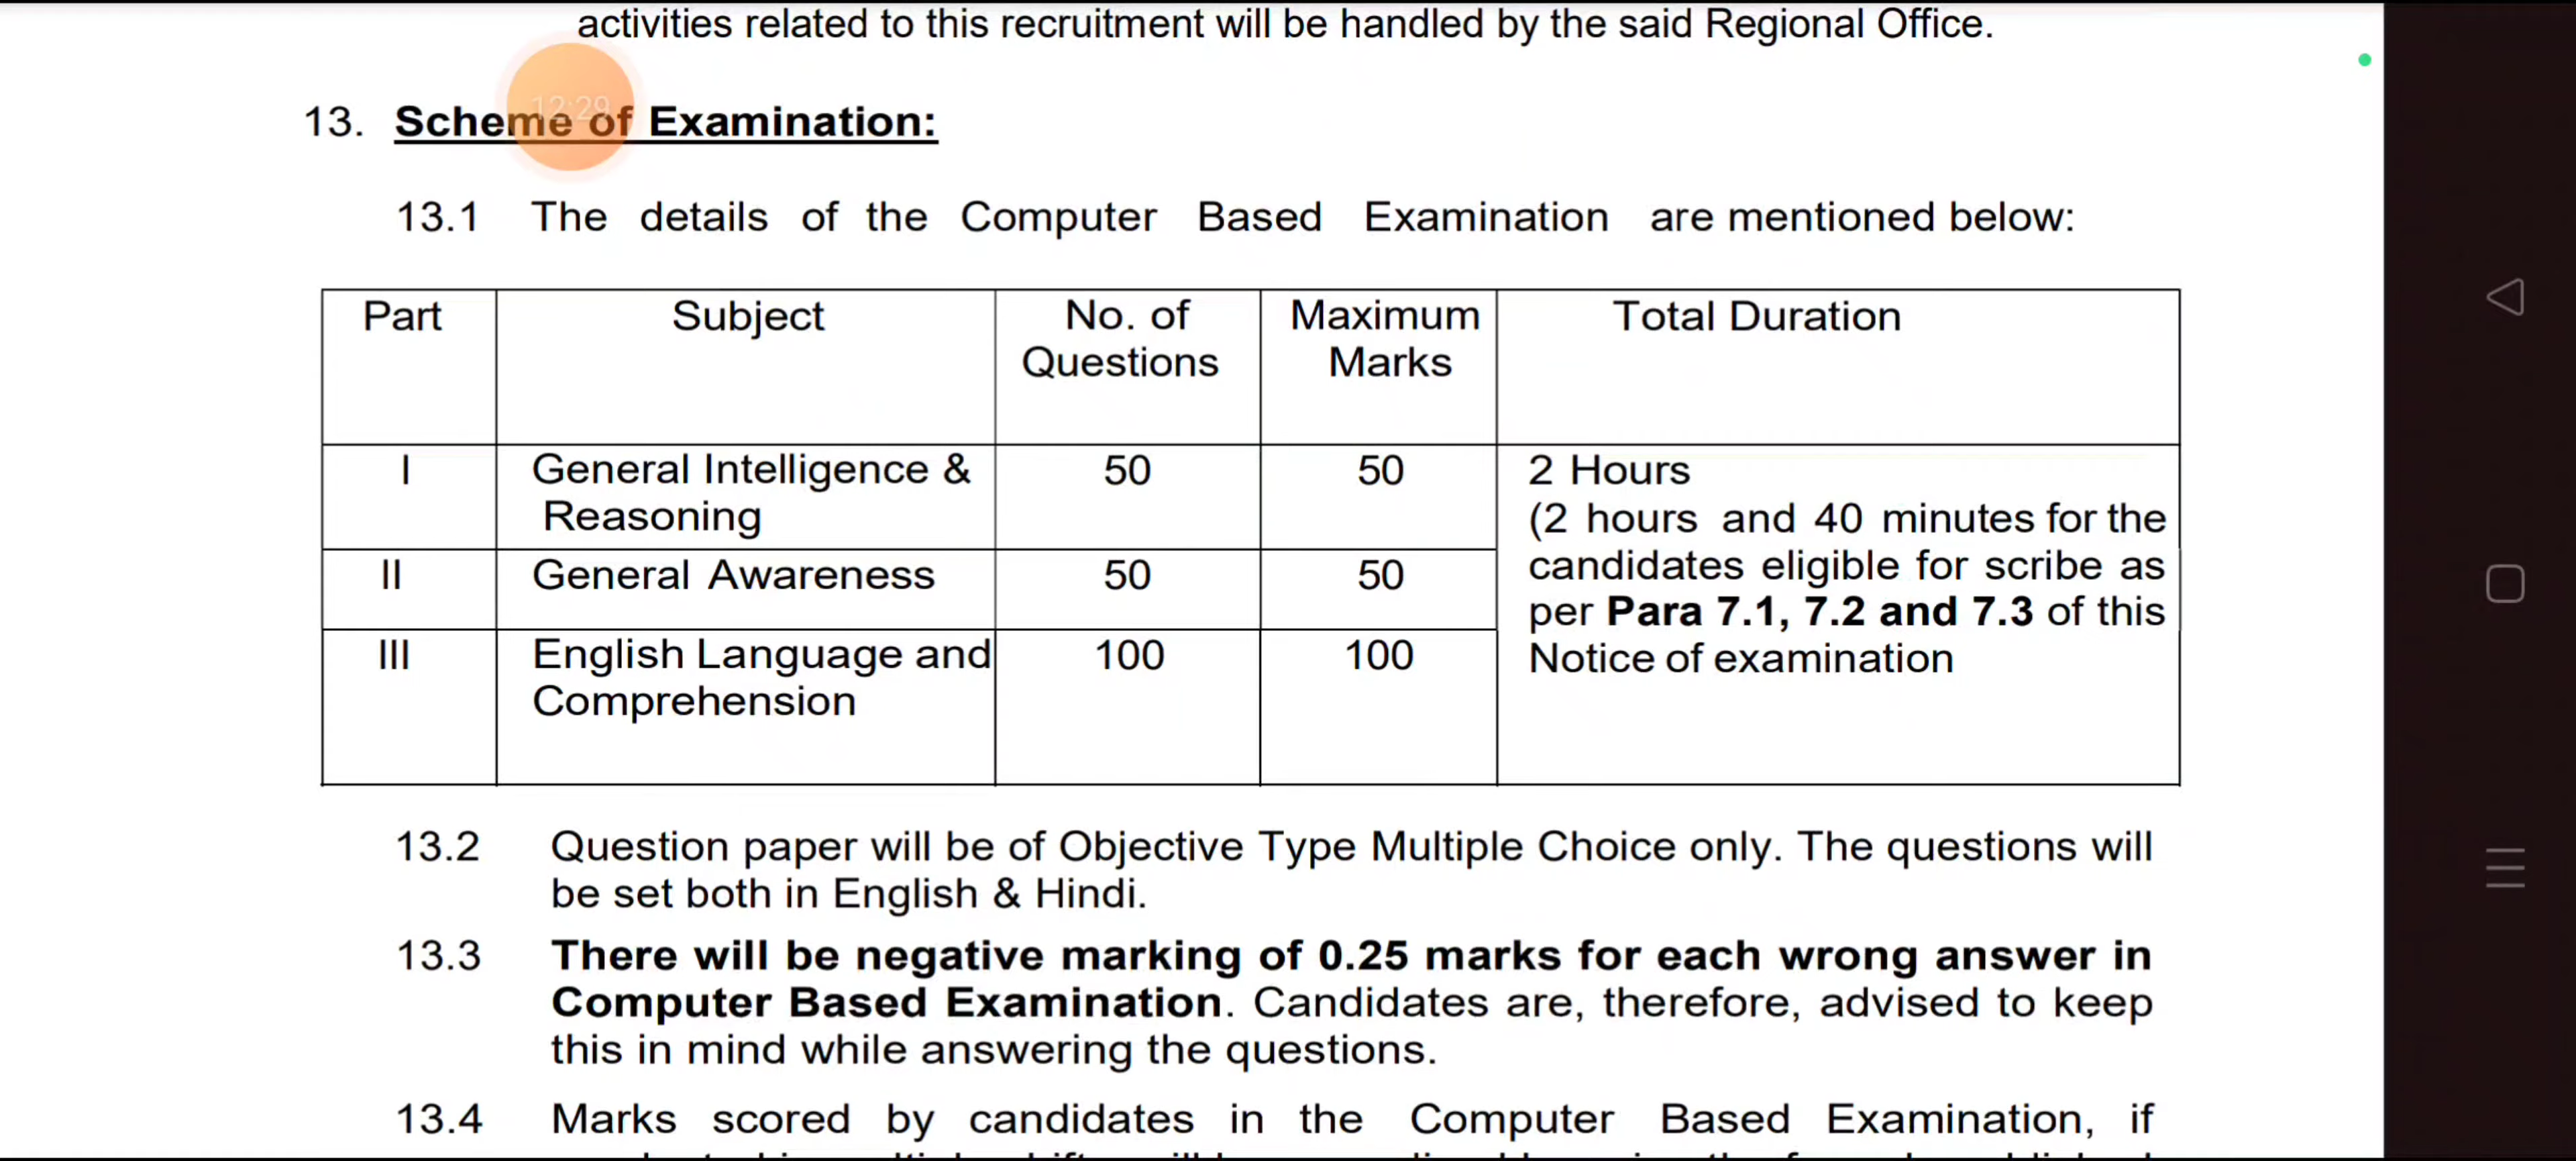 activities related to this recruitment will be handled by the said Regional Office.
12:29
13. Scheme of Examination:
13.1 The details of the Computer Based Examination are mentioned below:
Part Subject No. of Questions Maximum Marks Total Duration
I General Intelligence & Reasoning 50 50
II General Awareness 50 50
III English Language and Comprehension 100 100
2 Hours
(2 hours and 40 minutes for the
candidates eligible for scribe as
per Para 7.1, 7.2 and 7.3 of this
Notice of examination
13.2 Question paper will be of Objective Type Multiple Choice only. The questions will
be set both in English & Hindi.
13.3 There will be negative marking of 0.25 marks for each wrong answer in
Computer Based Examination. Candidates are, therefore, advised to keep
this in mind while answering the questions.
13.4 Marks scored by candidates in the Computer Based Examination, if